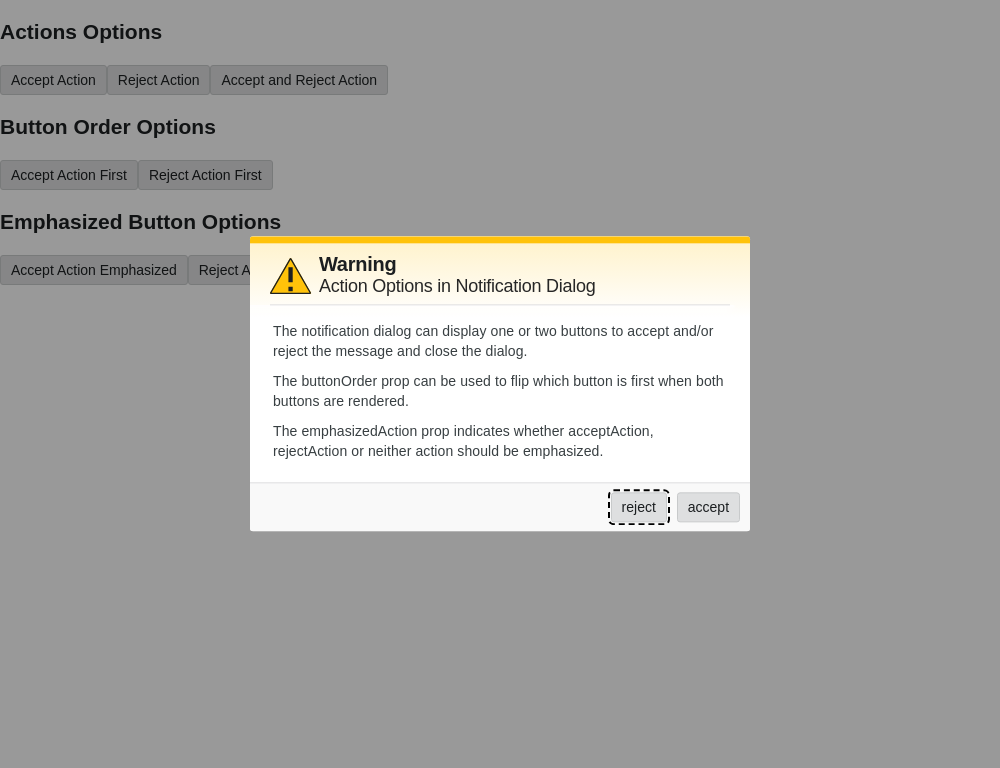 Actions Options
Accept Action Reject Action Accept and Reject Action
Button Order Options
Accept Action First Reject Action First
Emphasized Button Options
Accept Action Emphasized Reject
Warning
Action Options in Notification Dialog
The notification dialog can display one or two buttons to accept and/or
reject the message and close the dialog.
The buttonOrder prop can be used to flip which button is first when both
buttons are rendered.
The emphasizedAction prop indicates whether acceptAction,
rejectAction or neither action should be emphasized.
reject accept